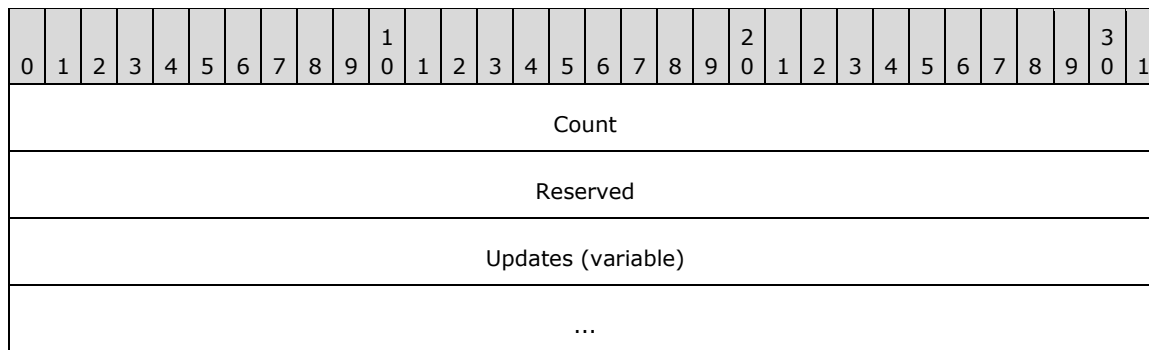 1 2 3
0 1 2 3 4 5 6 7 8 9 0 1 2 3 4 5 6 7 8 9 0 1 2 3 4 5 6 7 8 9 0 1
Count
Reserved
Updates (variable)
...